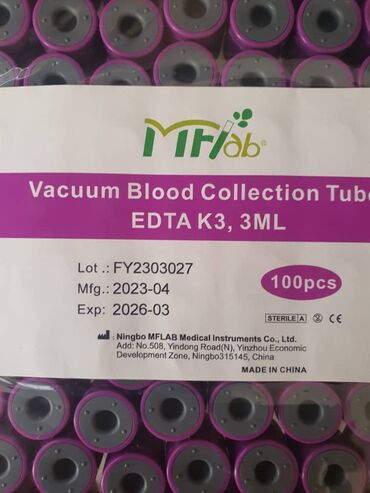 MFLab®
Vacuum Blood Collection Tube
EDTA K3, 3ML
Lot .: FY2303027
Mfg.: 2023-04
Exp: 2026-03
100pcs
STERILE A 2 CE
: Ningbo MFLAB Medical Instruments Co., Ltd.
Add: No.508, Yindong Road(N), Yinzhou Economic
Development Zone, Ningbo315145, China
MADE IN CHINA